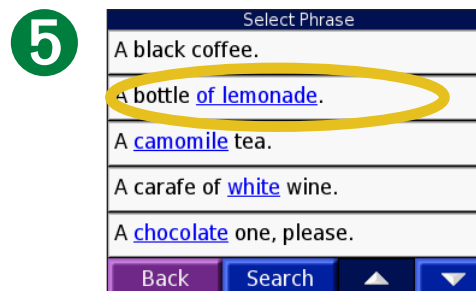 5
Select Phrase
A black coffee.
A bottle of lemonade.
A camomile tea.
A carafe of white wine.
A chocolate one, please.
Back Search